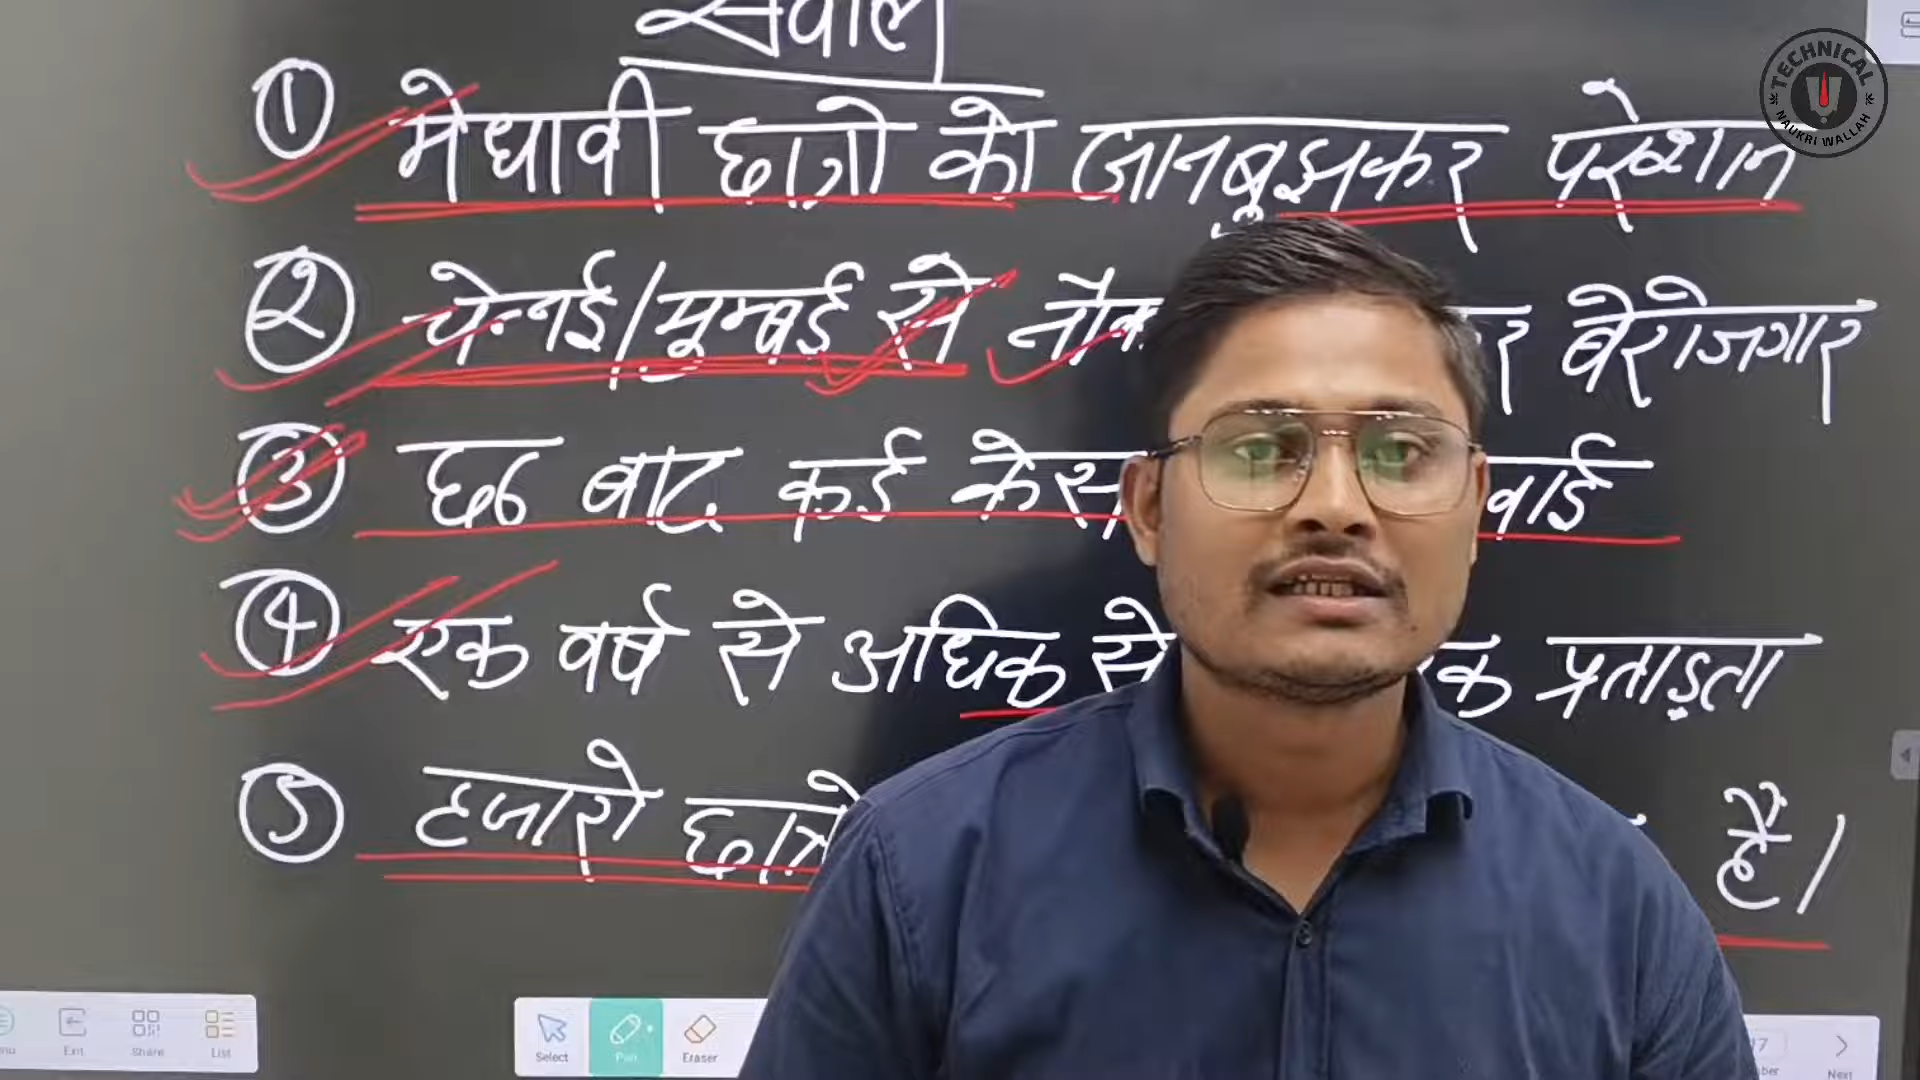 सवाल
① मेधावी छात्रो को जानबूझकर परेशान
② चेन्नई/मुम्बई से बेरोजगार
③ छठ बाद कई केस
④ एक वर्ष से अधिक से प्रताड़ता
⑤ हजारो है।
TECHNICAL
NAUKRI WALLAH
Exit Share List Select Pen Eraser Next